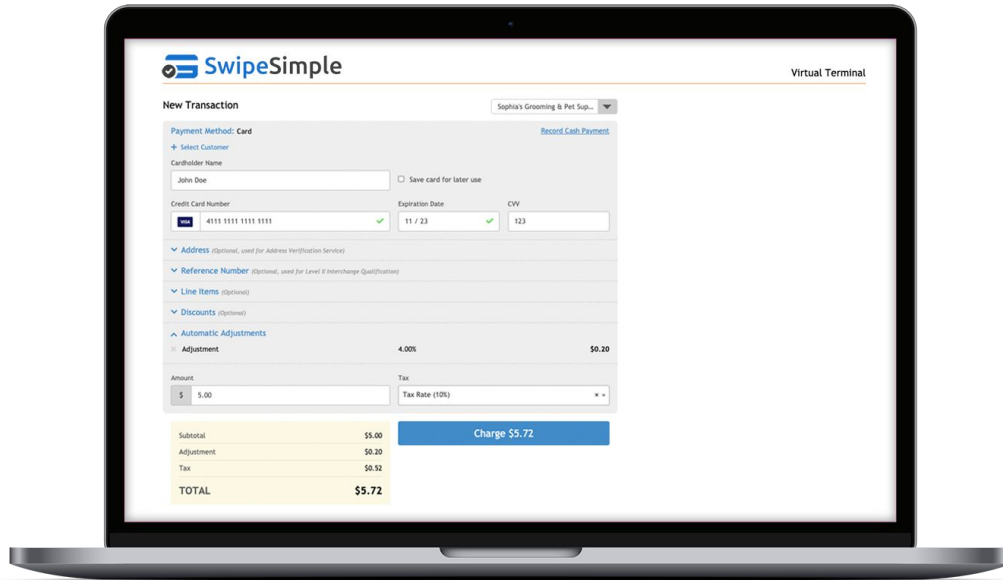 SwipeSimple
Virtual Terminal
New Transaction
Sophia's Grooming & Pet Sup...
Payment Method: Card
Record Cash Payment
+ Select Customer
Cardholder Name
John Doe
Save card for later use
Credit Card Number
Expiration Date
CVV
VISA
4111 1111 1111 1111
11 / 23
123
Address (Optional, used for Address Verification Service)
Reference Number (Optional, used for Level II Interchange Qualification)
Line Items (Optional)
Discounts (Optional)
Automatic Adjustments
Adjustment 4.00% $0.20
Amount
Tax
$ 5.00
Tax Rate (10%)
Subtotal $5.00
Charge $5.72
Adjustment $0.20
Tax $0.52
TOTAL $5.72